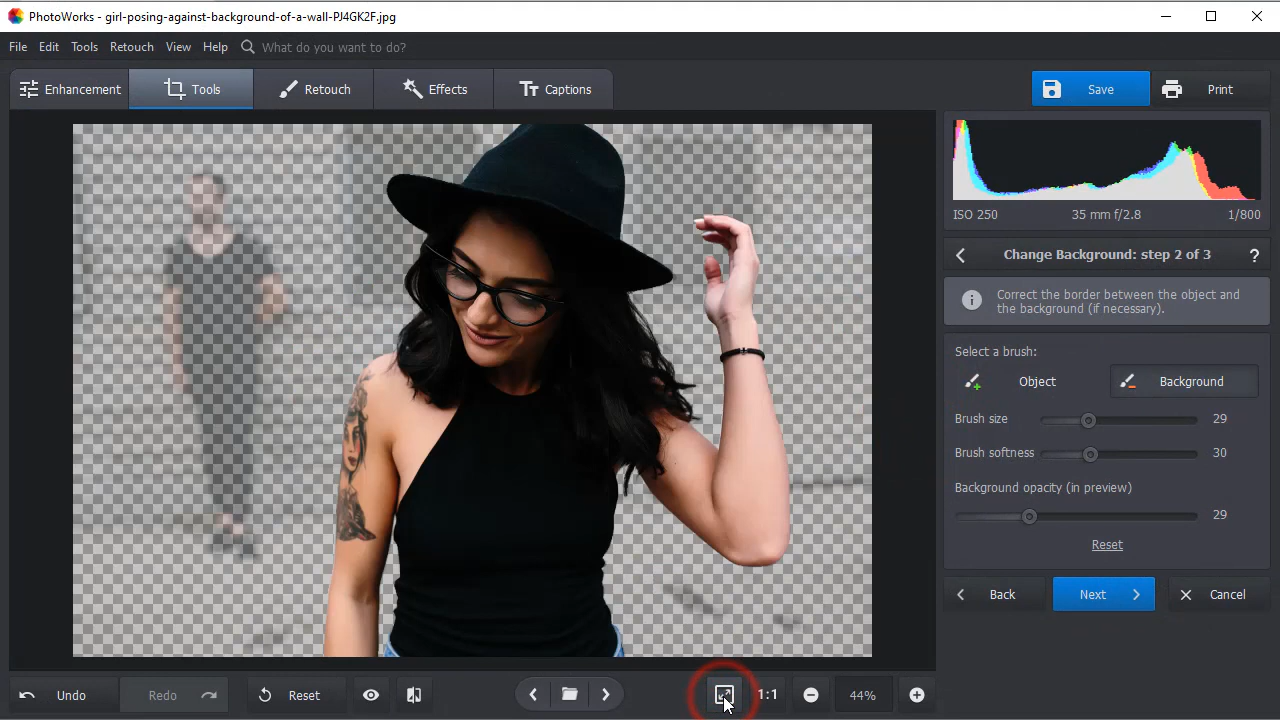 PhotoWorks - girl-posing-against-background-of-a-wall-PJ4GK2F.jpg
File Edit Tools Retouch View Help What do you want to do?
Enhancement Tools Retouch Effects Tt Captions Save Print
ISO 250 35 mm f/2.8 1/800
Change Background: step 2 of 3 ?
Correct the border between the object and
the background (if necessary).
Select a brush:
Object Background
Brush size 29
Brush softness 30
Background opacity (in preview)
29
Reset
Back Next Cancel
Undo Redo Reset 1:1 44%